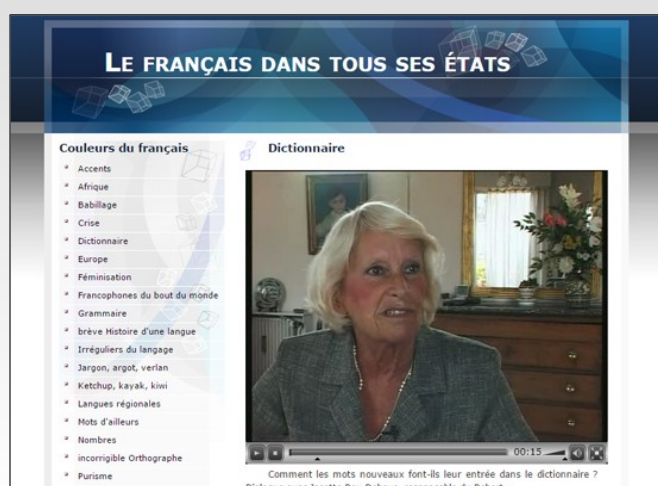 Le français dans tous ses états
Couleurs du français
Accents
Afrique
Babillage
Crise
Dictionnaire
Europe
Féminisation
Francophones du bout du monde
Grammaire
brève Histoire d'une langue
Irréguliers du langage
Jargon, argot, verlan
Ketchup, kayak, kiwi
Langues régionales
Mots d'ailleurs
Nombres
incorrigible Orthographe
Purisme
Dictionnaire
00:15
Comment les mots nouveaux font-ils leur entrée dans le dictionnaire ?